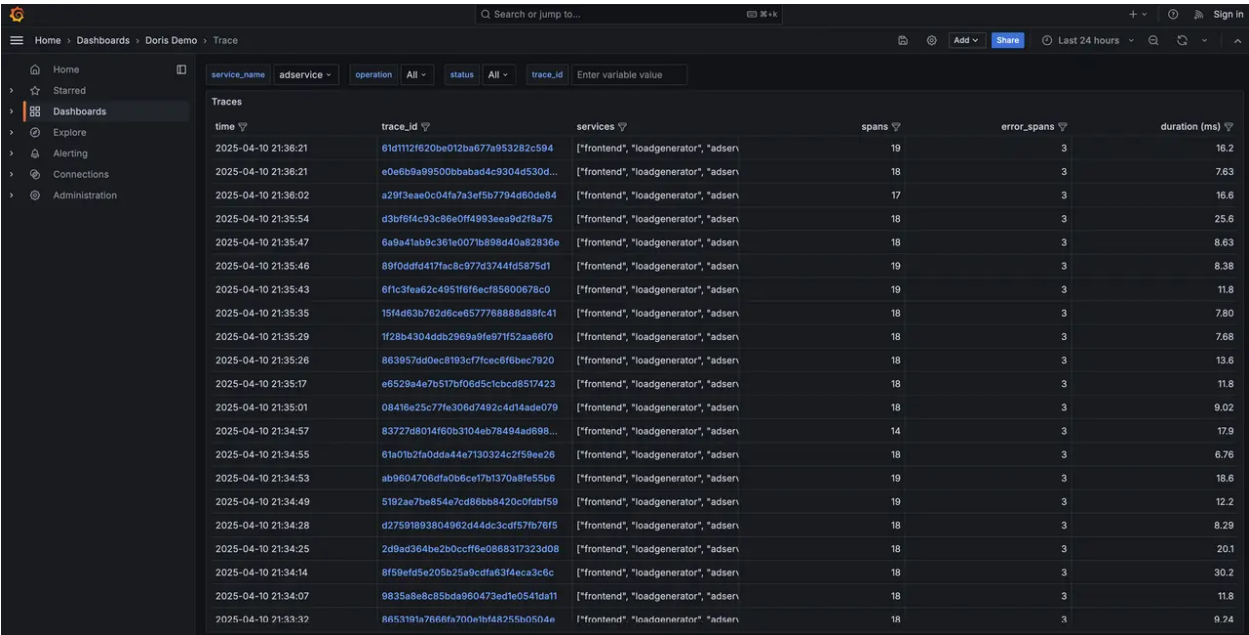 Search or jump to... ⌘+k Sign in
Home › Dashboards › Doris Demo › Trace Add Share Last 24 hours
Home
Starred
Dashboards
Explore
Alerting
Connections
Administration
service_name adservice operation All status All trace_id Enter variable value
Traces
time trace_id services spans error_spans duration (ms)
2025-04-10 21:36:21 61d1112f620be012ba677a953282c594 ["frontend", "loadgenerator", "adserv 19 3 16.2
2025-04-10 21:36:21 e0e6b9a99500bbabad4c9304d530d... ["frontend", "loadgenerator", "adserv 18 3 7.63
2025-04-10 21:36:02 a29f3eae0c04fa7a3ef5b7794d60de84 ["frontend", "loadgenerator", "adserv 17 3 16.6
2025-04-10 21:35:54 d3bf6f4c93c86e0ff4993eea9d2f8a75 ["frontend", "loadgenerator", "adserv 18 3 25.6
2025-04-10 21:35:47 6a9a41ab9c361e0071b898d40a82836e ["frontend", "loadgenerator", "adserv 18 3 8.63
2025-04-10 21:35:46 89f0ddfd417fac8c977d3744fd5875d1 ["frontend", "loadgenerator", "adserv 19 3 8.38
2025-04-10 21:35:43 6f1c3fea62c4951f6f6ecf85600678c0 ["frontend", "loadgenerator", "adserv 19 3 11.8
2025-04-10 21:35:35 15f4d63b762d6ce6577768888d88fc41 ["frontend", "loadgenerator", "adserv 18 3 7.80
2025-04-10 21:35:29 1f28b4304ddb2969a9fe971f52aa66f0 ["frontend", "loadgenerator", "adserv 18 3 7.68
2025-04-10 21:35:26 863957dd0ec8193cf7fcec6f6bec7920 ["frontend", "loadgenerator", "adserv 18 3 13.6
2025-04-10 21:35:17 e6529a4e7b517bf06d5c1cbcd8517423 ["frontend", "loadgenerator", "adserv 18 3 11.8
2025-04-10 21:35:01 08416e25c77fe306d7492c4d14ade079 ["frontend", "loadgenerator", "adserv 18 3 9.02
2025-04-10 21:34:57 83727d8014f60b3104eb78494ad698... ["frontend", "loadgenerator", "adserv 14 3 17.9
2025-04-10 21:34:55 61a01b2fa0dda44e7130324c2f59ee26 ["frontend", "loadgenerator", "adserv 18 3 6.76
2025-04-10 21:34:53 ab9604706dfa0b6ce17b1370a8fe55b6 ["frontend", "loadgenerator", "adserv 19 3 18.6
2025-04-10 21:34:49 5192ae7be854e7cd86bb8420c0fdbf59 ["frontend", "loadgenerator", "adserv 19 3 12.2
2025-04-10 21:34:28 d27591893804962d44dc3cdf57fb76f5 ["frontend", "loadgenerator", "adserv 18 3 8.29
2025-04-10 21:34:25 2d9ad364be2b0ccff6e0868317323d08 ["frontend", "loadgenerator", "adserv 18 3 20.1
2025-04-10 21:34:14 8f59efd5e205b25a9cdfa63f4eca3c6c ["frontend", "loadgenerator", "adserv 18 3 30.2
2025-04-10 21:34:07 9835a8e8c85bda960473ed1e0541da11 ["frontend", "loadgenerator", "adserv 18 3 11.8
2025-04-10 21:33:32 8653191a7666fa700e1bf48255b0504e ["frontend", "loadgenerator", "adserv 18 3 9.24